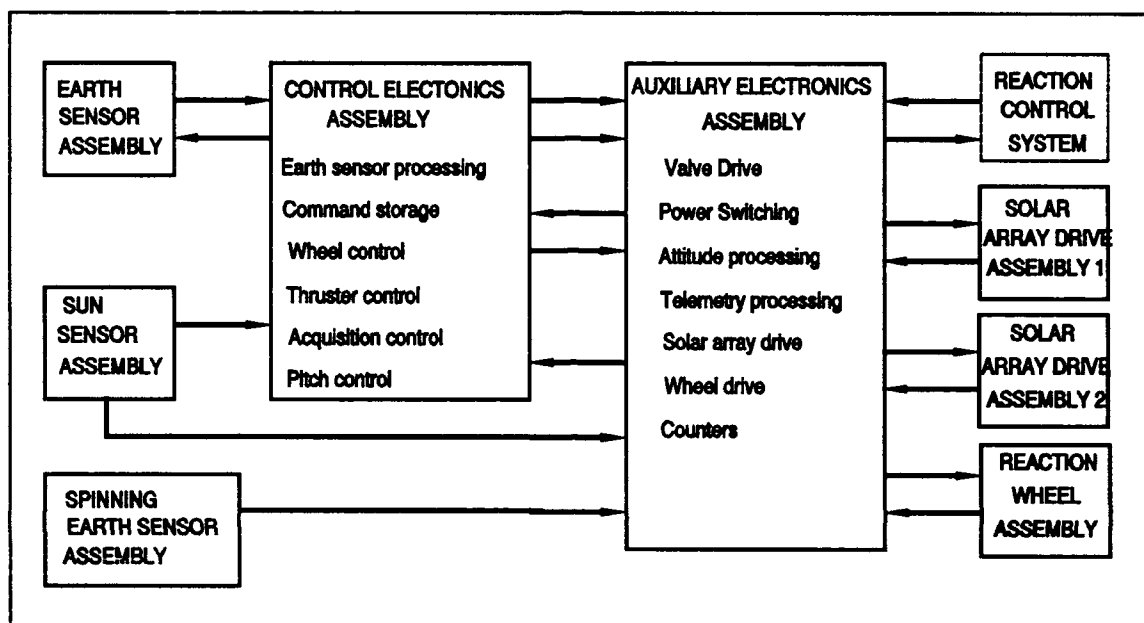 EARTH
SENSOR
ASSEMBLY
CONTROL ELECTONICS
ASSEMBLY
Earth sensor processing
Command storage
Wheel control
Thruster control
Acquisition control
Pitch control
SUN
SENSOR
ASSEMBLY
SPINNING
EARTH SENSOR
ASSEMBLY
AUXILIARY ELECTRONICS
ASSEMBLY
Valve Drive
Power Switching
Attitude processing
Telemetry processing
Solar array drive
Wheel drive
Counters
REACTION
CONTROL
SYSTEM
SOLAR
ARRAY DRIVE
ASSEMBLY 1
SOLAR
ARRAY DRIVE
ASSEMBLY 2
REACTION
WHEEL
ASSEMBLY